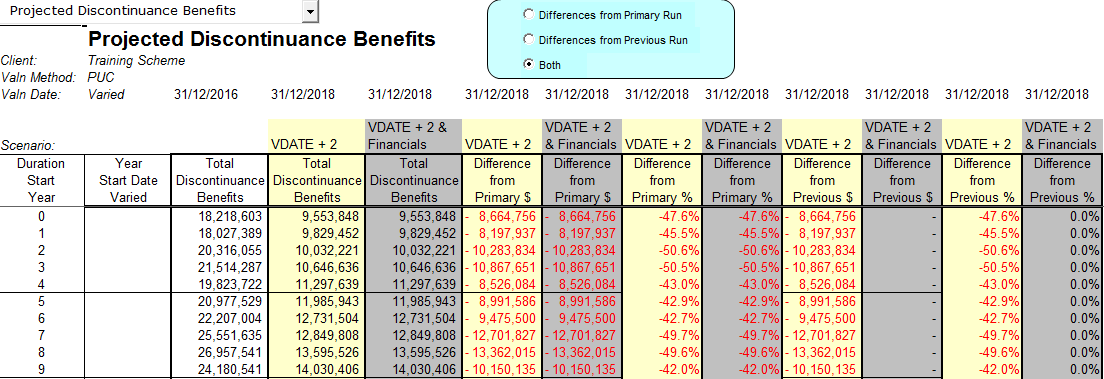 Projected Discontinuance Benefits
Differences from Primary Run
Differences from Previous Run
Both
Projected Discontinuance Benefits
Client: Training Scheme
Valn Method: PUC
Valn Date: Varied 31/12/2016 31/12/2018 31/12/2018 31/12/2018 31/12/2018 31/12/2018 31/12/2018 31/12/2018 31/12/2018 31/12/2018 31/12/2018
VDATE + 2 & VDATE + 2 VDATE + 2 VDATE + 2 VDATE + 2
Scenario: VDATE + 2 Financials VDATE + 2 & Financials VDATE + 2 & Financials VDATE + 2 & Financials VDATE + 2 & Financials
Duration Year Total Total Total Difference Difference Difference Difference Difference Difference Difference Difference
Start Start Date Discontinuance Discontinuance Discontinuance from from from from from from from from
Year Varied Benefits Benefits Benefits Primary $ Primary $ Primary % Primary % Previous $ Previous $ Previous % Previous %
0 18,218,603 9,553,848 9,553,848 - 8,664,756 - 8,664,756 -47.6% -47.6% - 8,664,756 - -47.6% 0.0%
1 18,027,389 9,829,452 9,829,452 - 8,197,937 - 8,197,937 -45.5% -45.5% - 8,197,937 - -45.5% 0.0%
2 20,316,055 10,032,221 10,032,221 - 10,283,834 - 10,283,834 -50.6% -50.6% - 10,283,834 - -50.6% 0.0%
3 21,514,287 10,646,636 10,646,636 - 10,867,651 - 10,867,651 -50.5% -50.5% - 10,867,651 - -50.5% 0.0%
4 19,823,722 11,297,639 11,297,639 - 8,526,084 - 8,526,084 -43.0% -43.0% - 8,526,084 - -43.0% 0.0%
5 20,977,529 11,985,943 11,985,943 - 8,991,586 - 8,991,586 -42.9% -42.9% - 8,991,586 - -42.9% 0.0%
6 22,207,004 12,731,504 12,731,504 - 9,475,500 - 9,475,500 -42.7% -42.7% - 9,475,500 - -42.7% 0.0%
7 25,551,635 12,849,808 12,849,808 - 12,701,827 - 12,701,827 -49.7% -49.7% - 12,701,827 - -49.7% 0.0%
8 26,957,541 13,595,526 13,595,526 - 13,362,015 - 13,362,015 -49.6% -49.6% - 13,362,015 - -49.6% 0.0%
9 24,180,541 14,030,406 14,030,406 - 10,150,135 - 10,150,135 -42.0% -42.0% - 10,150,135 - -42.0% 0.0%